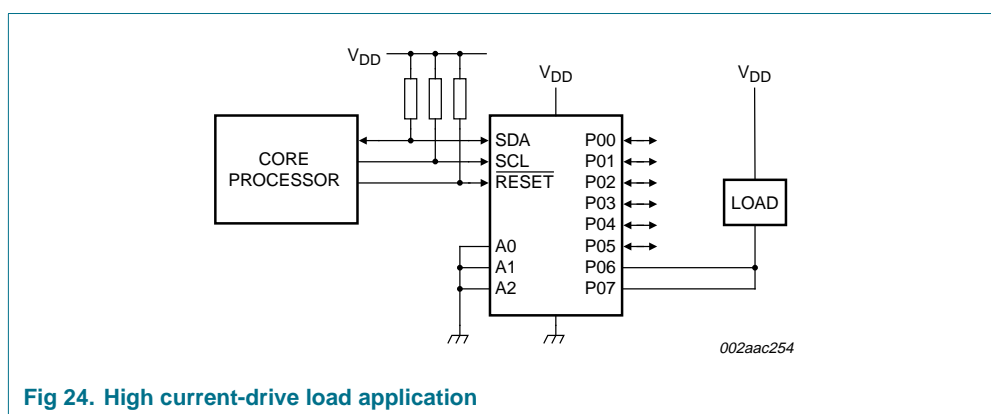 VDD
VDD
VDD
CORE
PROCESSOR
SDA
SCL
RESET
A0
A1
A2
P00
P01
P02
P03
P04
P05
P06
P07
LOAD
002aac254
Fig 24. High current-drive load application